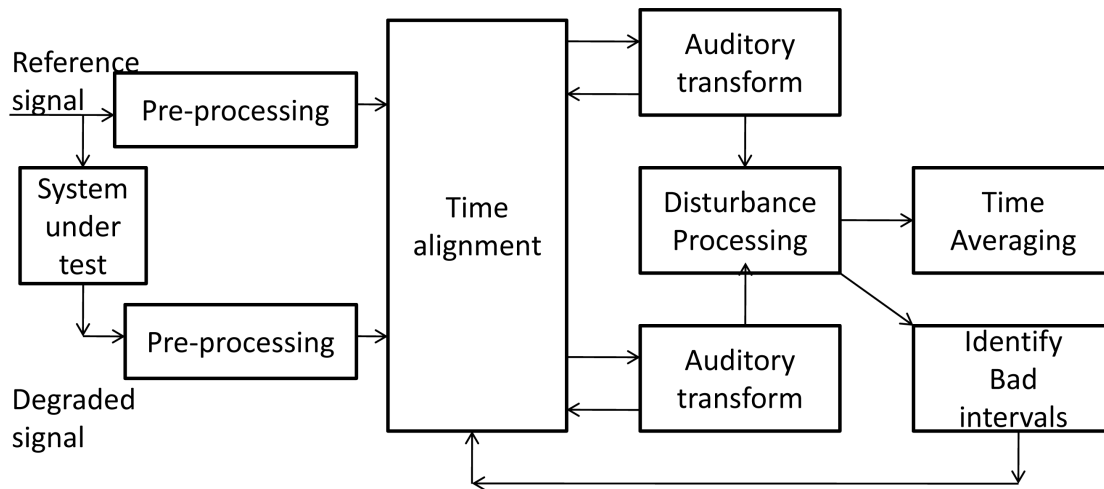 Reference
signal
Pre-processing
System
under
test
Pre-processing
Degraded
signal
Time
alignment
Auditory
transform
Disturbance
Processing
Auditory
transform
Time
Averaging
Identify
Bad
intervals